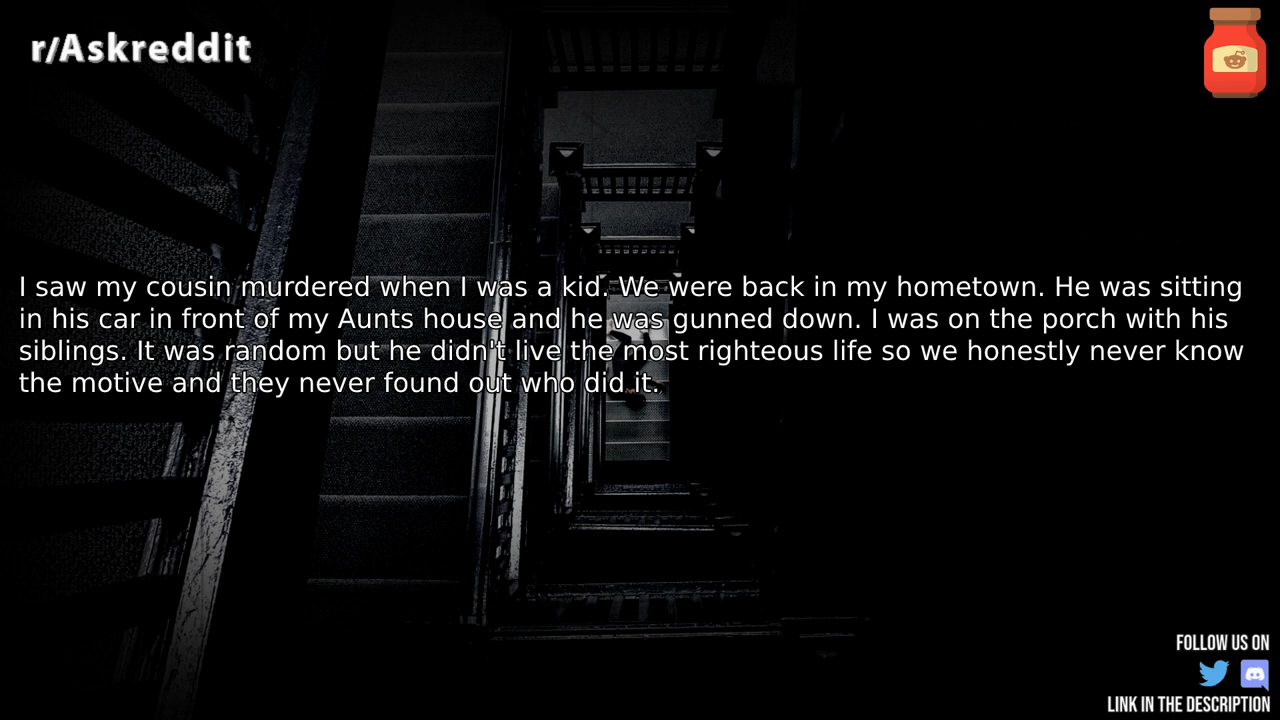 r/Askreddit
I saw my cousin murdered when I was a kid. We were back in my hometown. He was sitting
in his car in front of my Aunts house and he was gunned down. I was on the porch with his
siblings. It was random but he didn't live the most righteous life so we honestly never know
the motive and they never found out who did it.
FOLLOW US ON
LINK IN THE DESCRIPTION